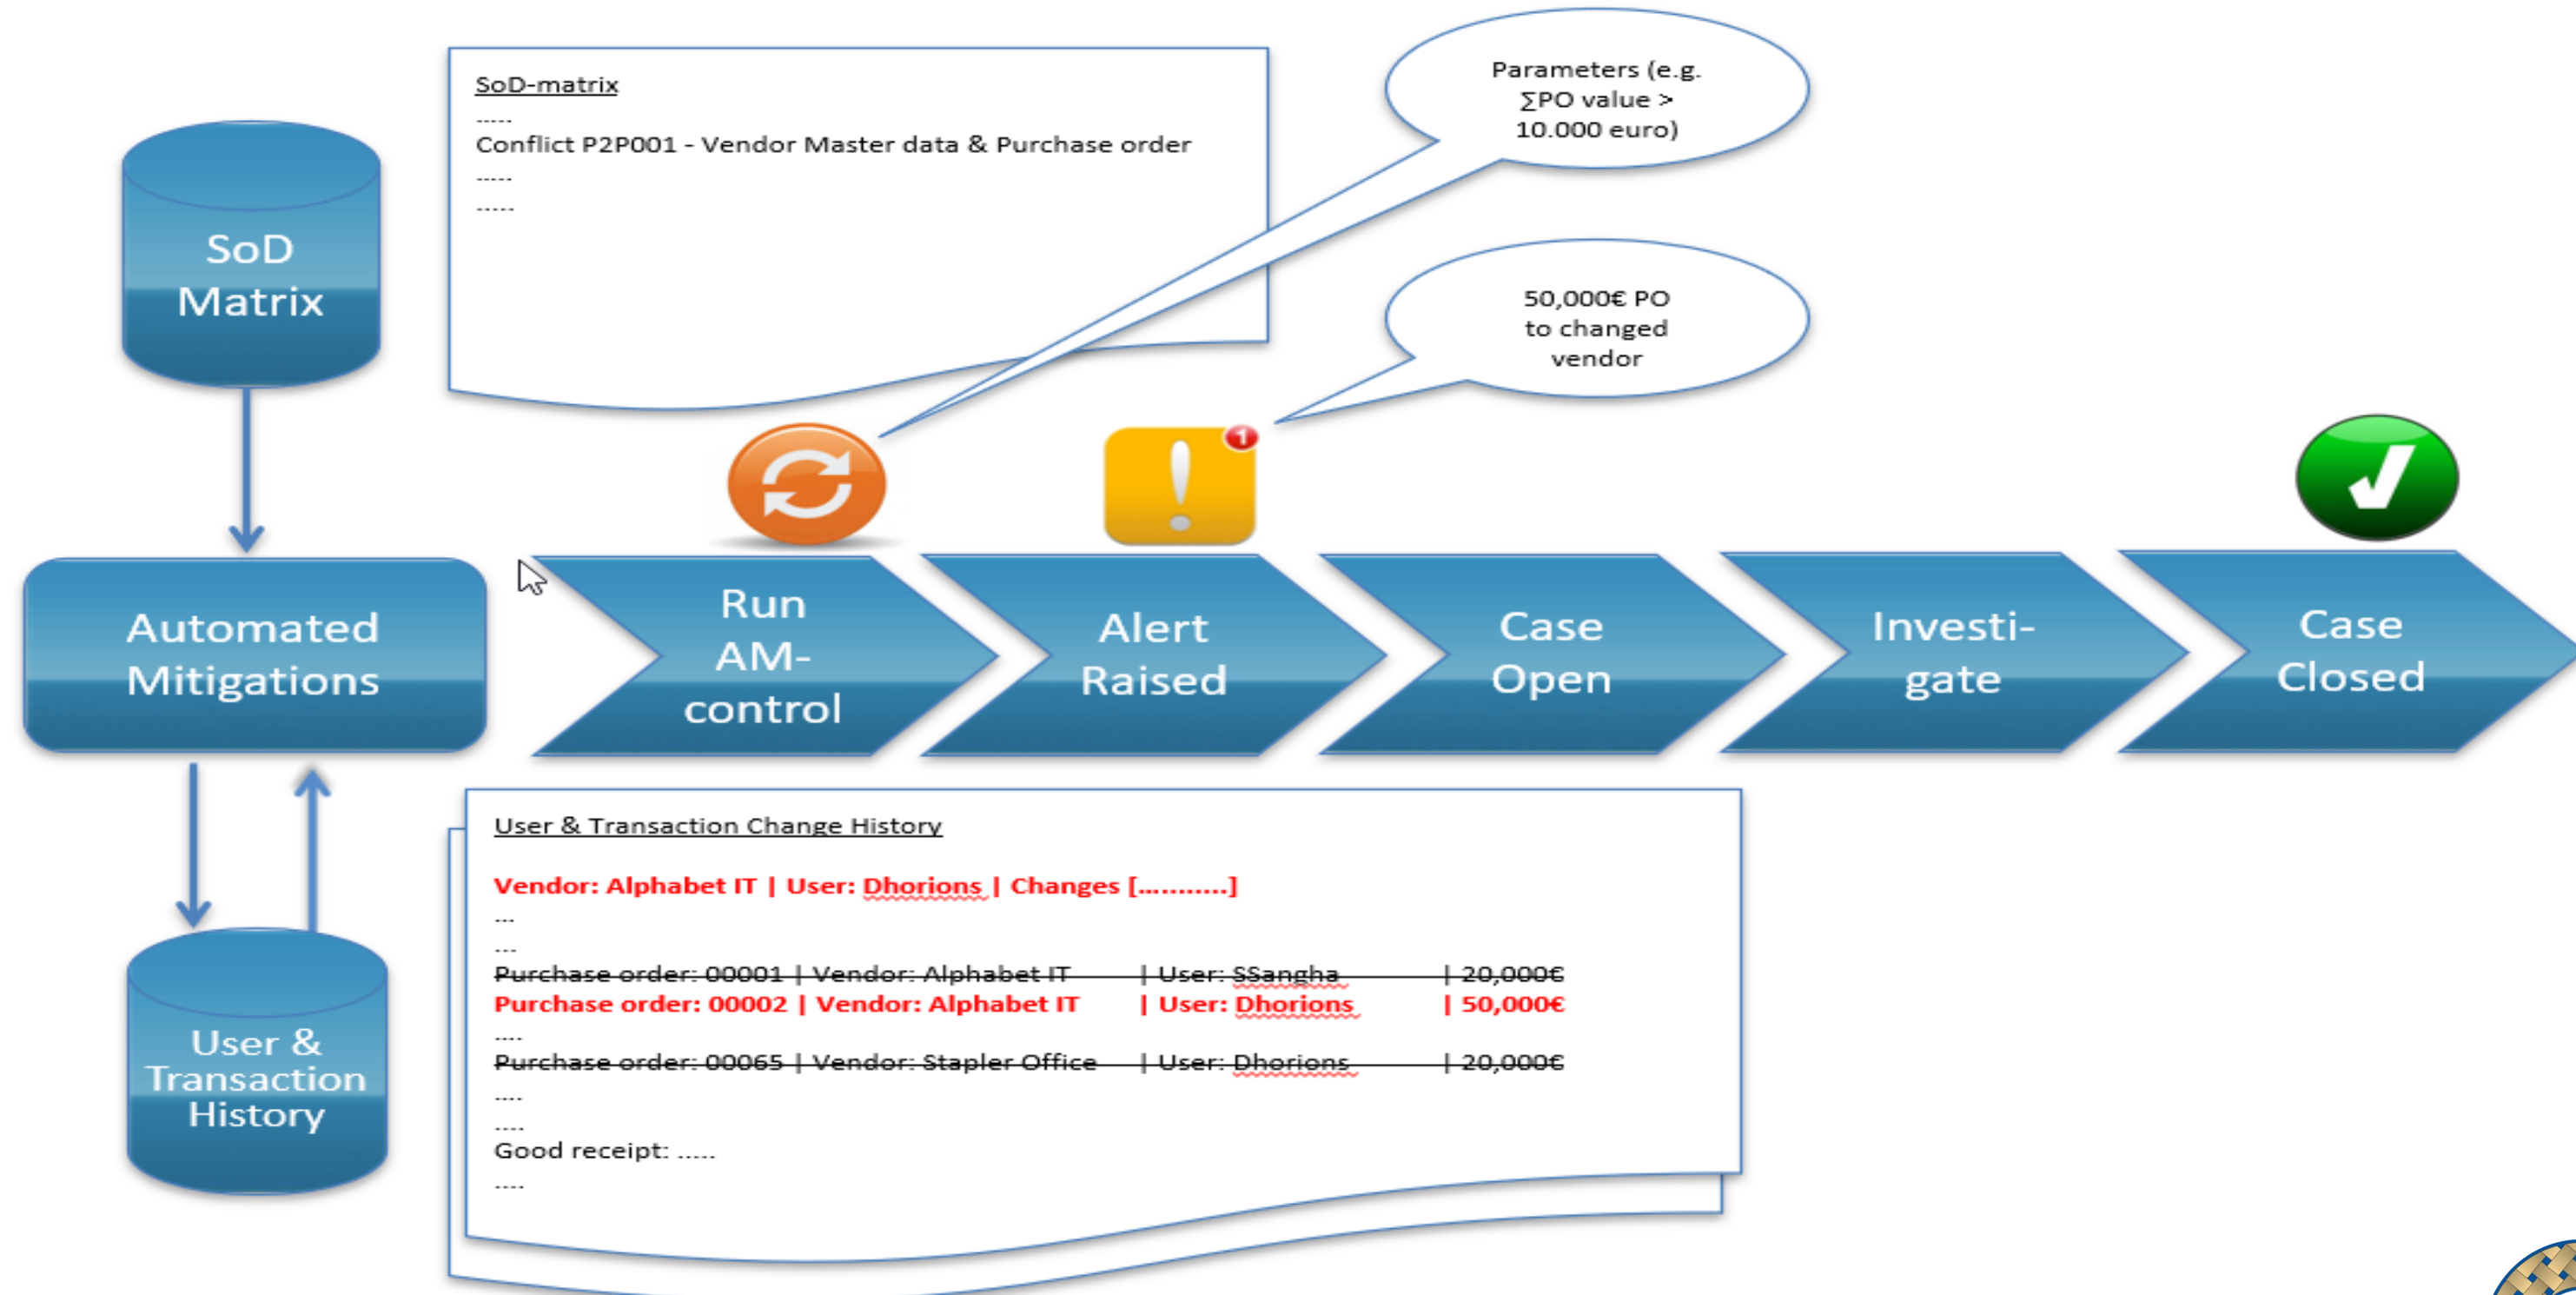 SoD-matrix
-----
Conflict P2P001 - Vendor Master data & Purchase order
-----
-----
Parameters (e.g.
∑PO value >
10.000 euro)
50,000€ PO
to changed
vendor
SoD
Matrix
1
Automated
Mitigations
Run
AM-
control
Alert
Raised
Case
Open
Investi-
gate
Case
Closed
User &
Transaction
History
User & Transaction Change History
Vendor: Alphabet IT | User: Dhorions | Changes [...........]
...
...
Purchase order: 00001 | Vendor: Alphabet IT | User: SSangha | 20,000€
Purchase order: 00002 | Vendor: Alphabet IT | User: Dhorions | 50,000€
....
Purchase order: 00065 | Vendor: Stapler Office | User: Dhorions | 20,000€
....
....
Good receipt: .....
....